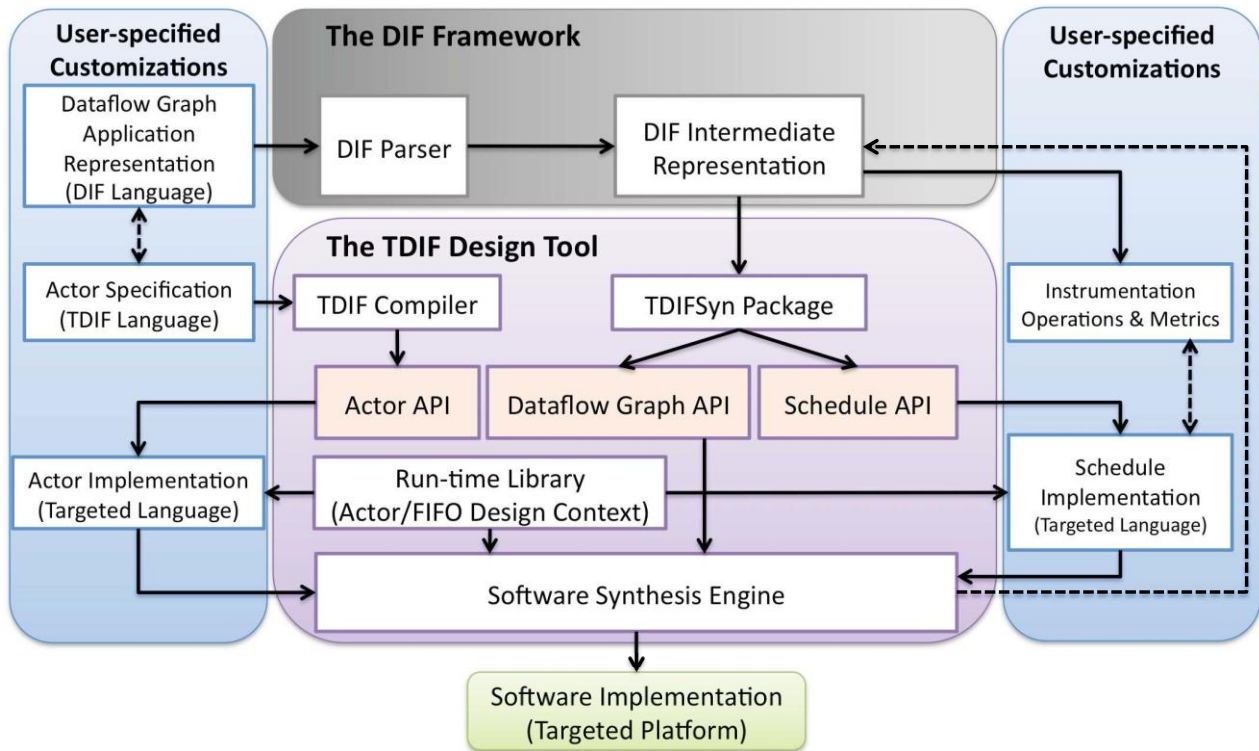 User-specified
Customizations
Dataflow Graph
Application
Representation
(DIF Language)
Actor Specification
(TDIF Language)
Actor Implementation
(Targeted Language)
The DIF Framework
DIF Parser
DIF Intermediate
Representation
The TDIF Design Tool
TDIF Compiler
TDIFSyn Package
Actor API
Dataflow Graph API
Schedule API
Run-time Library
(Actor/FIFO Design Context)
Software Synthesis Engine
User-specified
Customizations
Instrumentation
Operations & Metrics
Schedule
Implementation
(Targeted Language)
Software Implementation
(Targeted Platform)